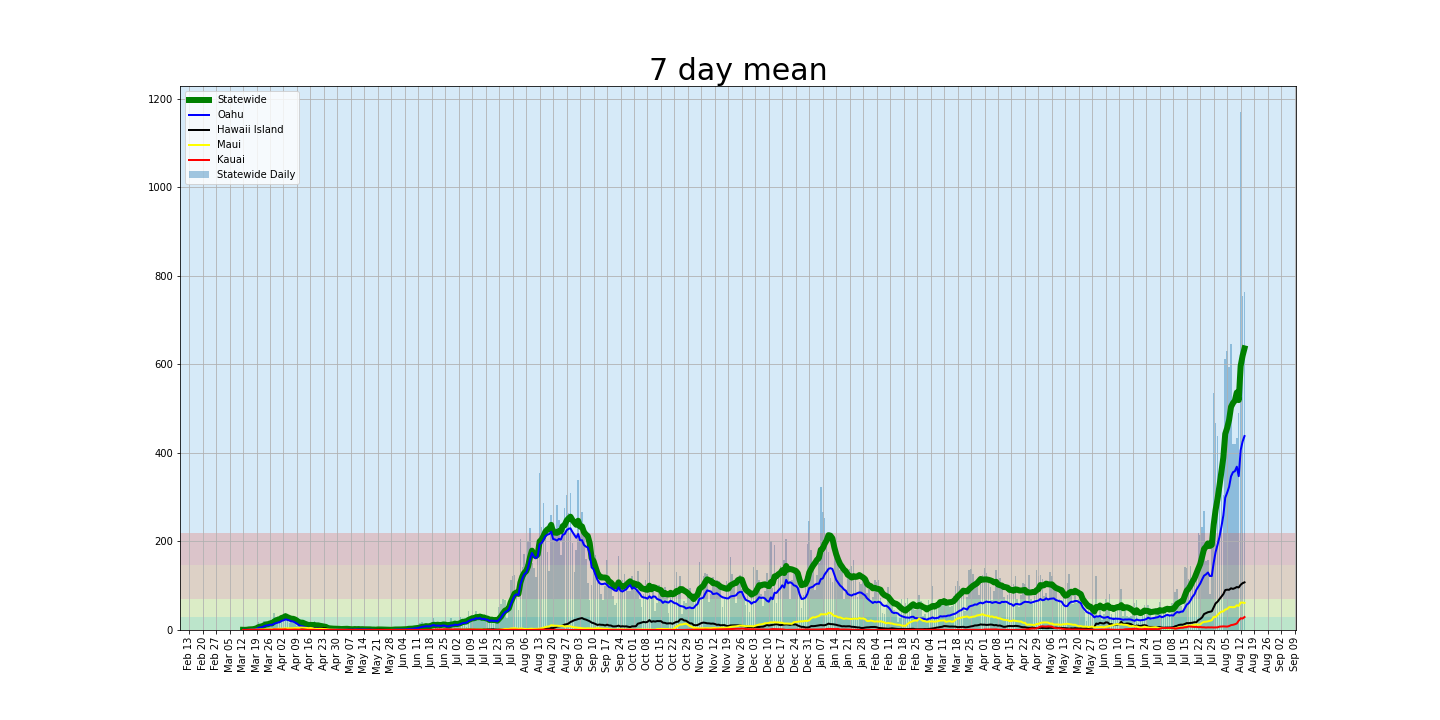 7 day mean
1200
1000
800
600
400
200
0
Statewide
Oahu
Hawaii Island
Maui
Kauai
Statewide Daily
Feb 13
Feb 20
Feb 27
Mar 05
Mar 12
Mar 19
Mar 26
Apr 02
Apr 09
Apr 16
Apr 23
Apr 30
May 07
May 14
May 21
May 28
Jun 04
Jun 11
Jun 18
Jun 25
Jul 02
Jul 09
Jul 16
Jul 23
Jul 30
Aug 06
Aug 13
Aug 20
Aug 27
Sep 03
Sep 10
Sep 17
Sep 24
Oct 01
Oct 08
Oct 15
Oct 22
Oct 29
Nov 05
Nov 12
Nov 19
Nov 26
Dec 03
Dec 10
Dec 17
Dec 24
Dec 31
Jan 07
Jan 14
Jan 21
Jan 28
Feb 04
Feb 11
Feb 18
Feb 25
Mar 04
Mar 11
Mar 18
Mar 25
Apr 01
Apr 08
Apr 15
Apr 22
Apr 29
May 06
May 13
May 20
May 27
Jun 03
Jun 10
Jun 17
Jun 24
Jul 01
Jul 08
Jul 15
Jul 22
Jul 29
Aug 05
Aug 12
Aug 19
Aug 26
Sep 02
Sep 09